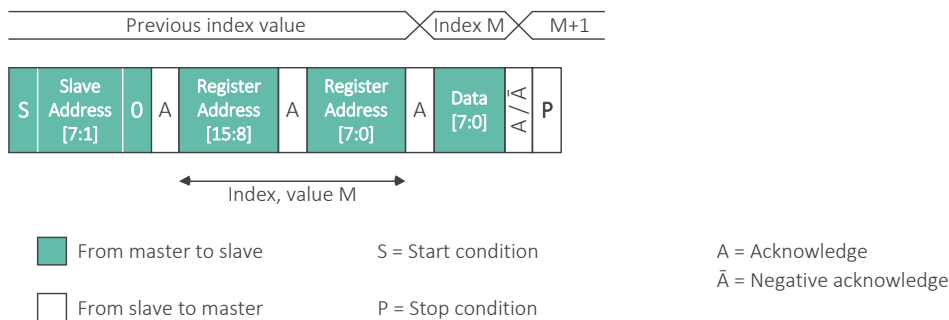 Previous index value
Index M
M+1
S
Slave
Address
[7:1]
0
A
Register
Address
[15:8]
A
Register
Address
[7:0]
A
Data
[7:0]
A / Ā
P
Index, value M
From master to slave
S = Start condition
A = Acknowledge
Ā = Negative acknowledge
From slave to master
P = Stop condition